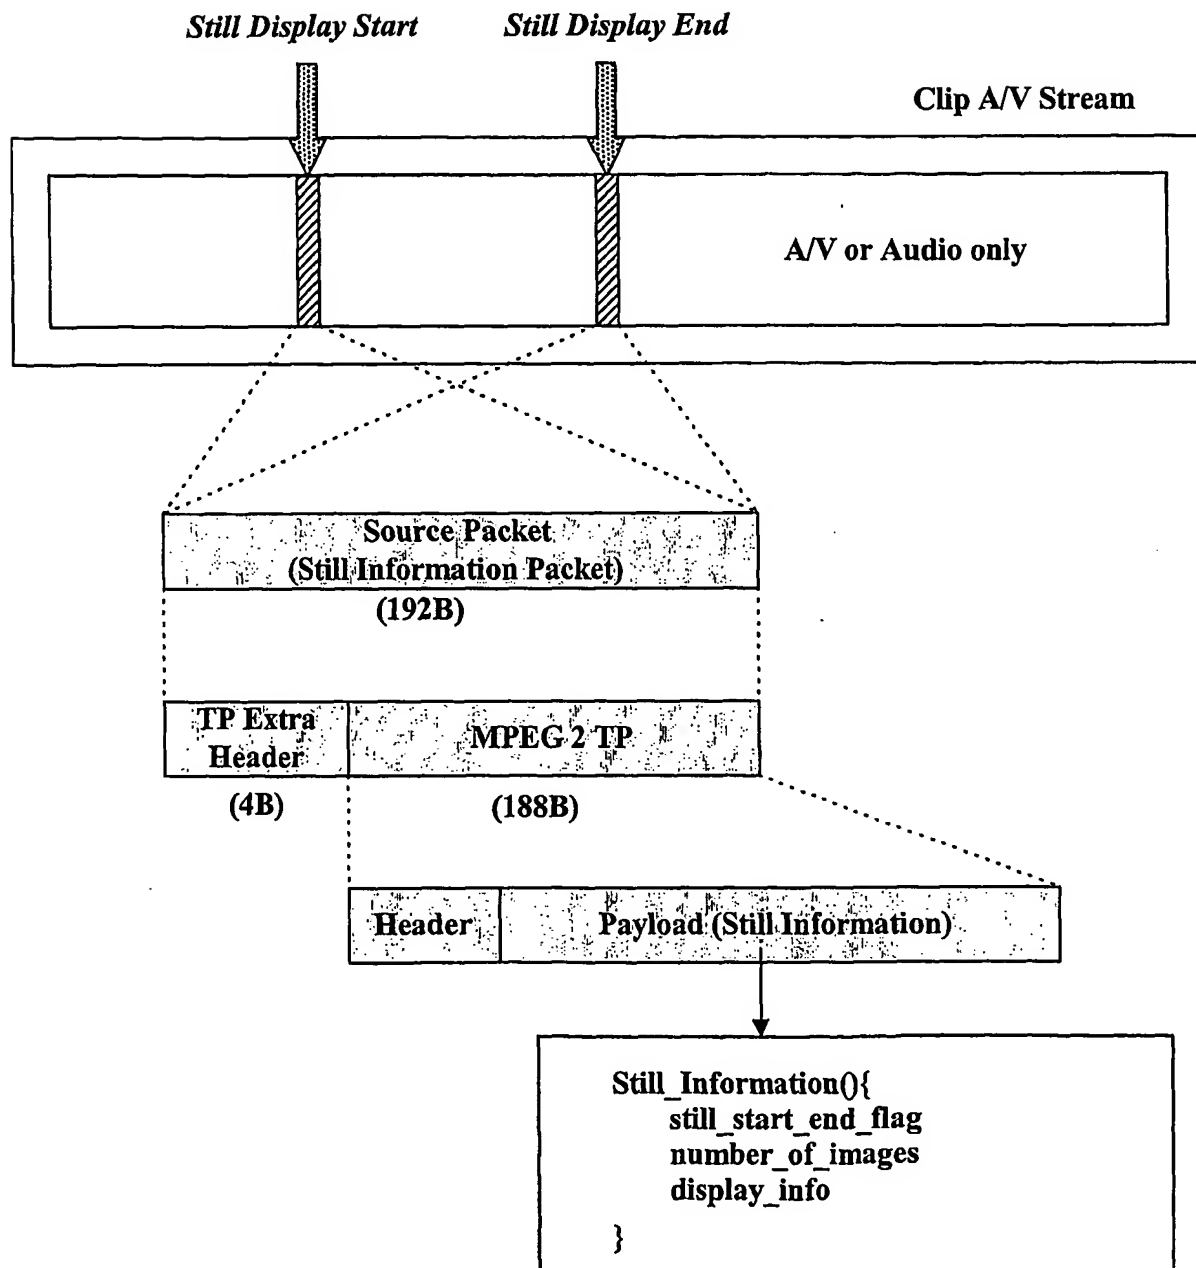 Still Display Start
Still Display End
Clip A/V Stream
A/V or Audio only
Source Packet
(Still Information Packet)
(192B)
TP Extra
Header
MPEG 2 TP
(4B)
(188B)
Header
Payload (Still Information)
Still_Information(){
still_start_end_flag
number_of_images
display_info
}